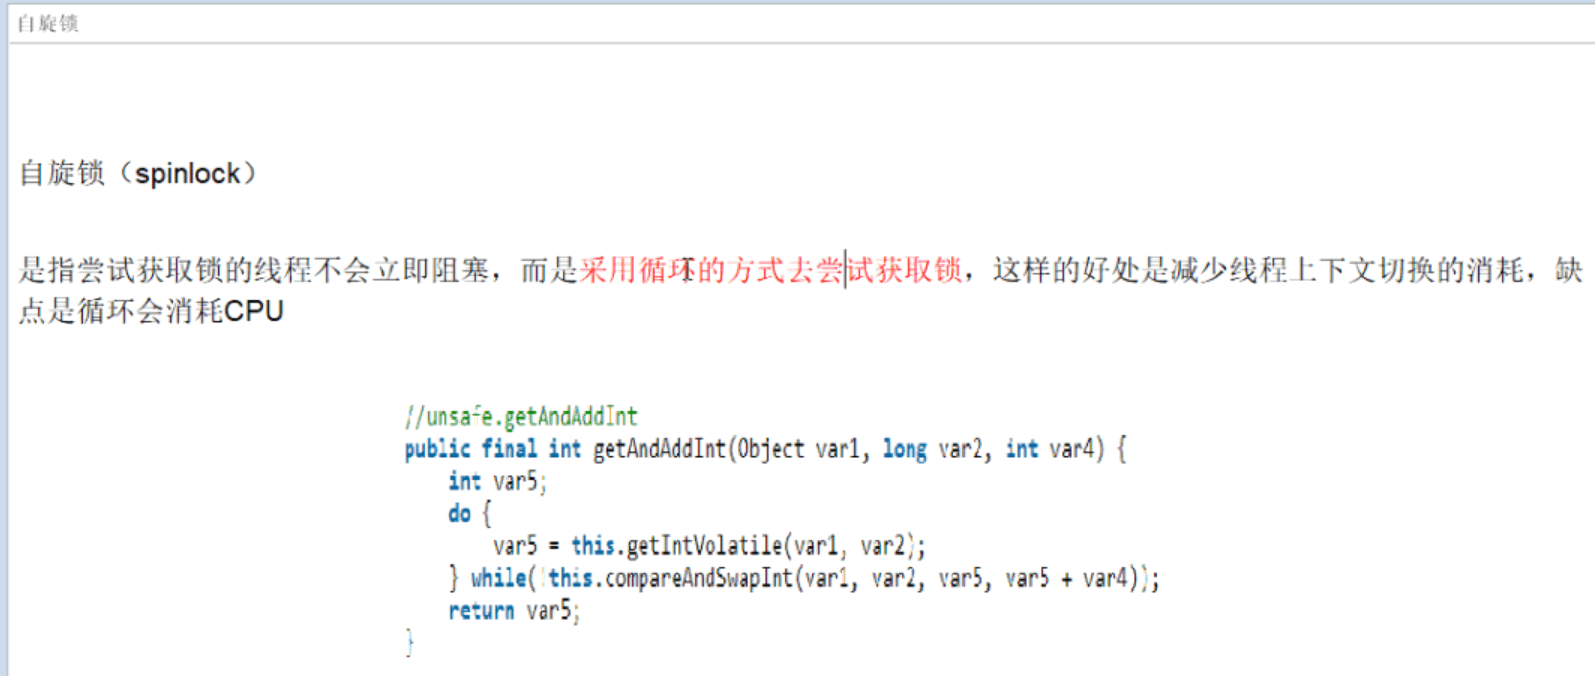 自旋锁
自旋锁（spinlock）
是指尝试获取锁的线程不会立即阻塞，而是采用循环的方式去尝试获取锁，这样的好处是减少线程上下文切换的消耗，缺
点是循环会消耗CPU
//unsafe.getAndAddInt
public final int getAndAddInt(Object var1, long var2, int var4) {
int var5;
do {
var5 = this.getIntVolatile(var1, var2);
} while(!this.compareAndSwapInt(var1, var2, var5, var5 + var4));
return var5;
}